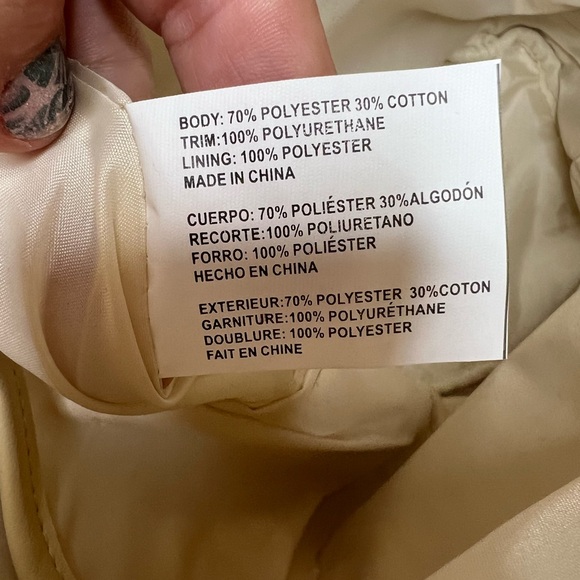 BODY: 70% POLYESTER 30% COTTON
TRIM:100% POLYURETHANE
LINING: 100% POLYESTER
MADE IN CHINA
CUERPO: 70% POLIÉSTER 30%ALGODÓN
RECORTE:100% POLIURETANO
FORRO: 100% POLIÉSTER
HECHO EN CHINA
EXTERIEUR:70% POLYESTER 30%COTON
GARNITURE:100% POLYURÉTHANE
DOUBLURE: 100% POLYESTER
FAIT EN CHINE